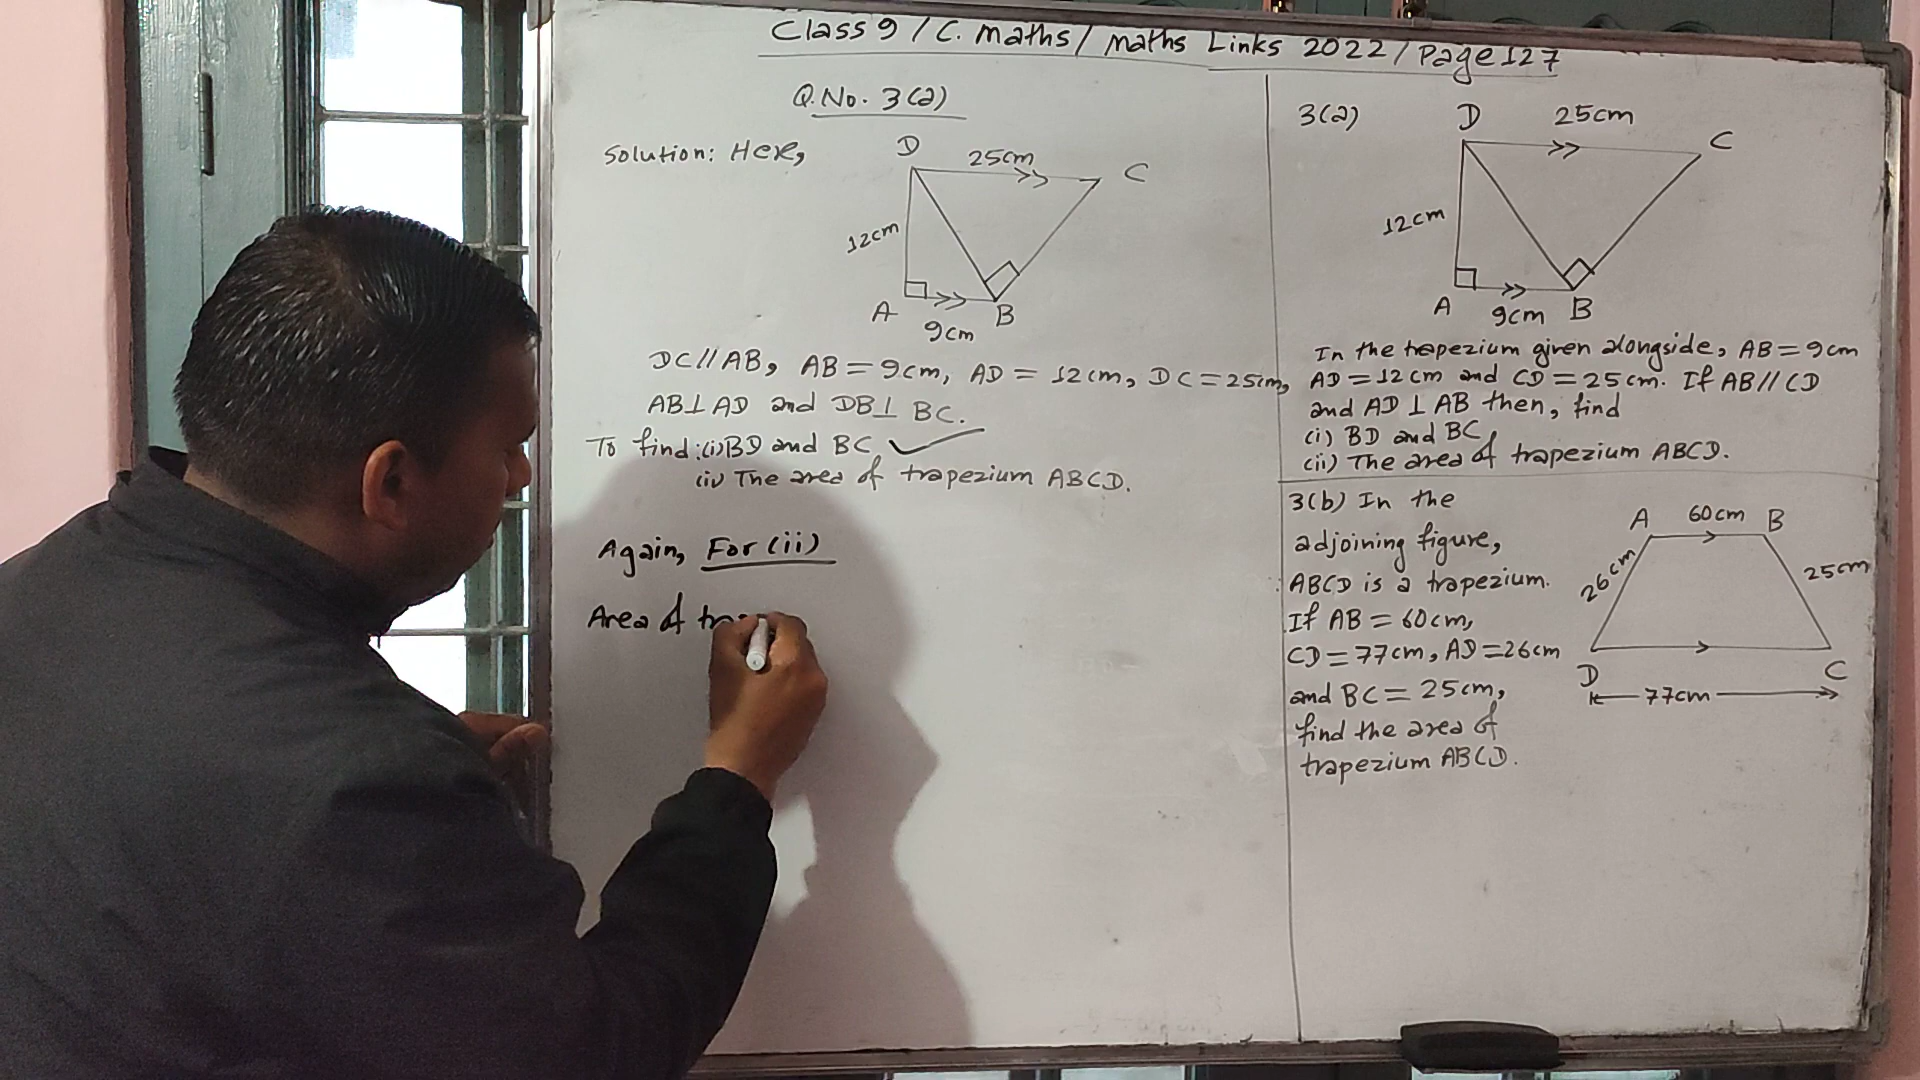 Class 9 / C. maths / maths Links 2022 / Page 127
Q.No. 3(a)
Solution: Here,
D
25cm
C
12cm
A
B
9cm
DC // AB, AB = 9cm, AD = 12cm, DC = 25cm,
AB⊥AD and DB⊥ BC.
To find:(i)BD and BC ✓
(ii) The area of trapezium ABCD.
Again, For (ii)
Area of
3(a)
D
25cm
C
12cm
A
9cm
B
In the trapezium given alongside, AB = 9cm
AD = 12cm and CD = 25cm. If AB // CD
and AD ⊥ AB then, find
(i) BD and BC
(ii) The area of trapezium ABCD.
3(b) In the
adjoining figure,
ABCD is a trapezium.
If AB = 60cm,
CD = 77cm, AD = 26cm
and BC = 25cm,
find the area of
trapezium ABCD.
A
60cm
B
26cm
25cm
D
C
77cm